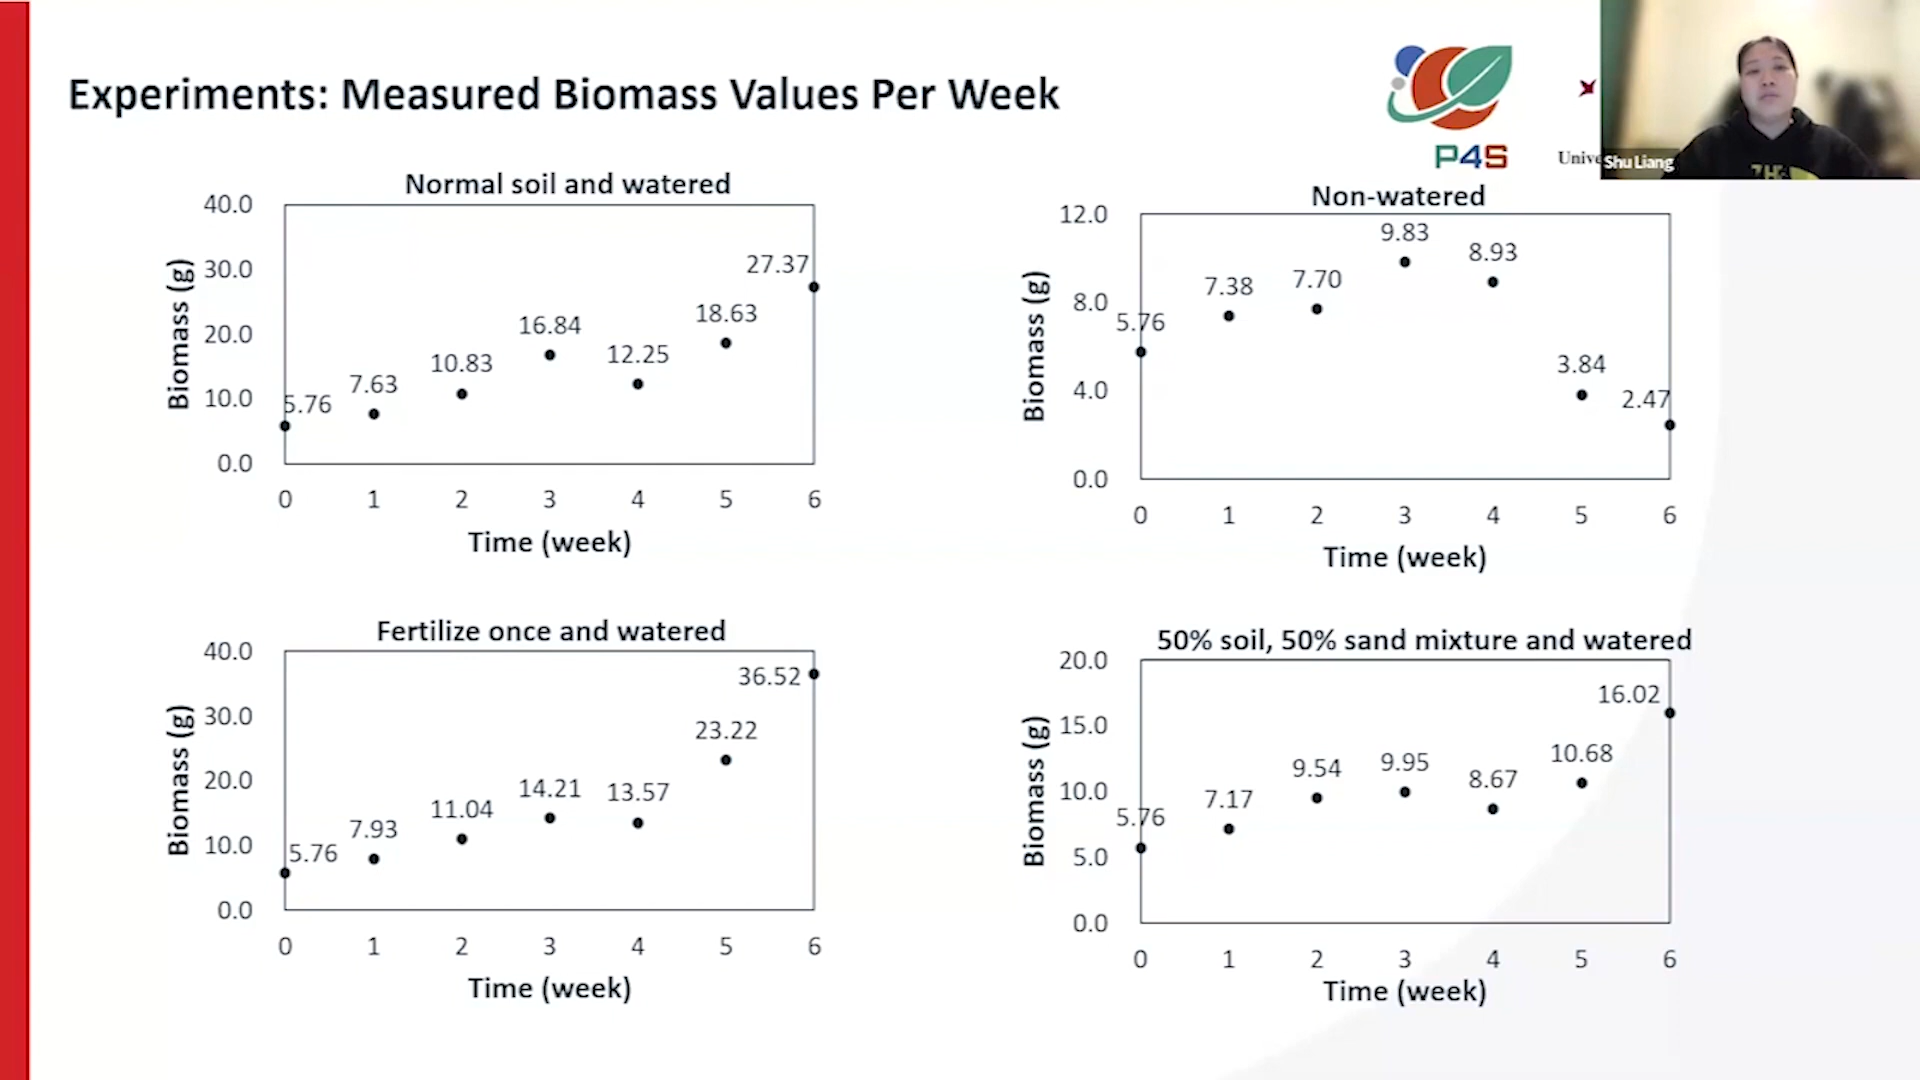 Experiments: Measured Biomass Values Per Week
P4S
Shu Liang
Normal soil and watered
Biomass (g)
40.0
30.0
20.0
10.0
0.0
5.76
7.63
10.83
16.84
12.25
18.63
27.37
0 1 2 3 4 5 6
Time (week)
Non-watered
Biomass (g)
12.0
8.0
4.0
0.0
5.76
7.38
7.70
9.83
8.93
3.84
2.47
0 1 2 3 4 5 6
Time (week)
Fertilize once and watered
Biomass (g)
40.0
30.0
20.0
10.0
0.0
5.76
7.93
11.04
14.21
13.57
23.22
36.52
0 1 2 3 4 5 6
Time (week)
50% soil, 50% sand mixture and watered
Biomass (g)
20.0
15.0
10.0
5.0
0.0
5.76
7.17
9.54
9.95
8.67
10.68
16.02
0 1 2 3 4 5 6
Time (week)